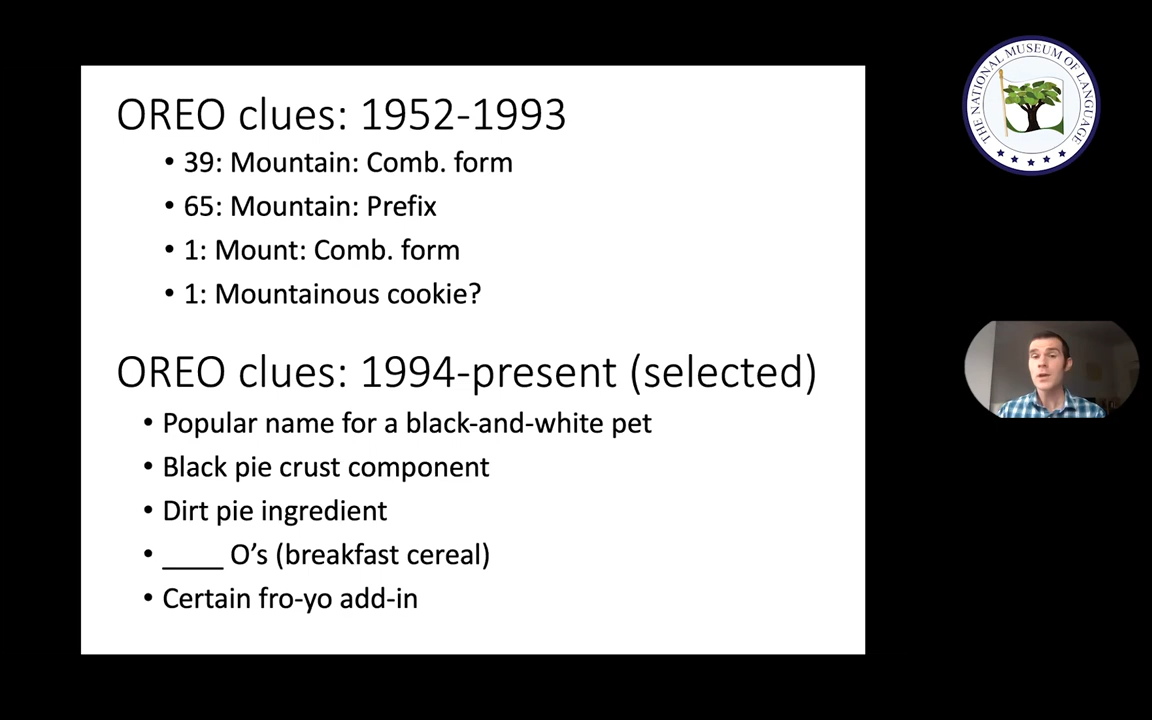 OREO clues: 1952-1993
• 39: Mountain: Comb. form
• 65: Mountain: Prefix
• 1: Mount: Comb. form
• 1: Mountainous cookie?
OREO clues: 1994-present (selected)
• Popular name for a black-and-white pet
• Black pie crust component
• Dirt pie ingredient
• ____ O’s (breakfast cereal)
• Certain fro-yo add-in
THE NATIONAL MUSEUM OF LANGUAGE